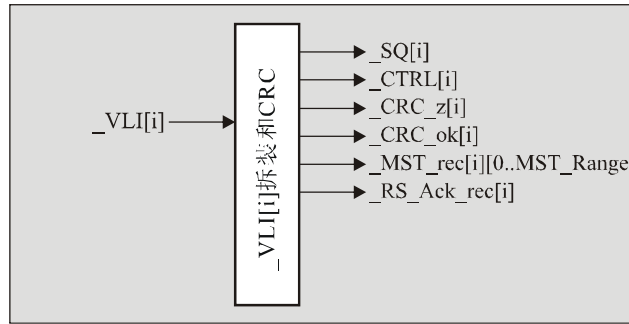 _VLI[i]
_VLI[i]拆装和CRC
_SQ[i]
_CTRL[i]
_CRC_z[i]
_CRC_ok[i]
_MST_rec[i][0..MST_Range
_RS_Ack_rec[i]